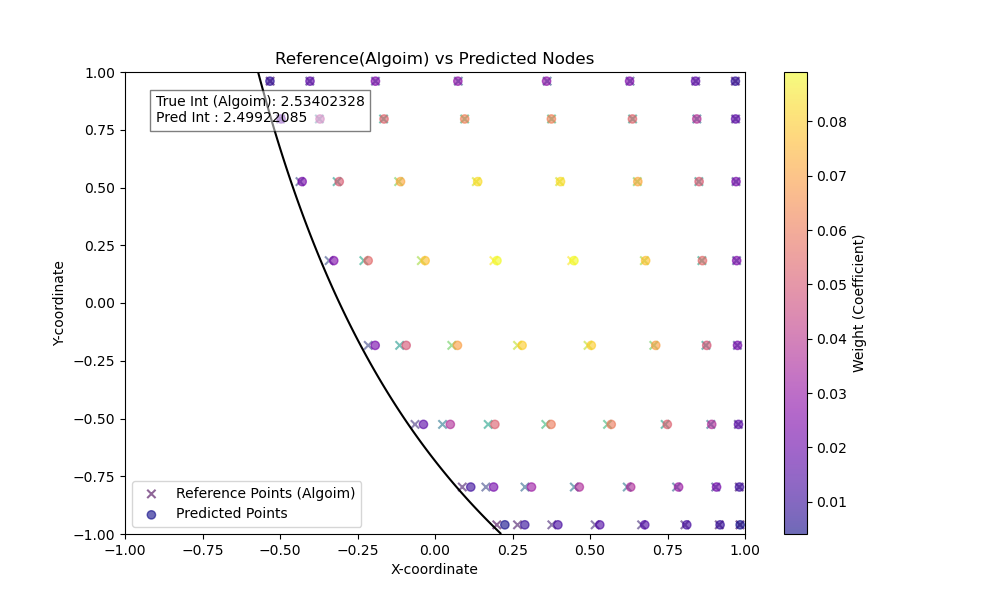 Reference(Algoim) vs Predicted Nodes
True Int (Algoim): 2.53402328
Pred Int : 2.49922085
1.00
0.75
0.50
0.25
0.00
−0.25
−0.50
−0.75
−1.00
Y-coordinate
Reference Points (Algoim)
Predicted Points
−1.00 −0.75 −0.50 −0.25 0.00 0.25 0.50 0.75 1.00
X-coordinate
0.08
0.07
0.06
0.05
0.04
0.03
0.02
0.01
Weight (Coefficient)